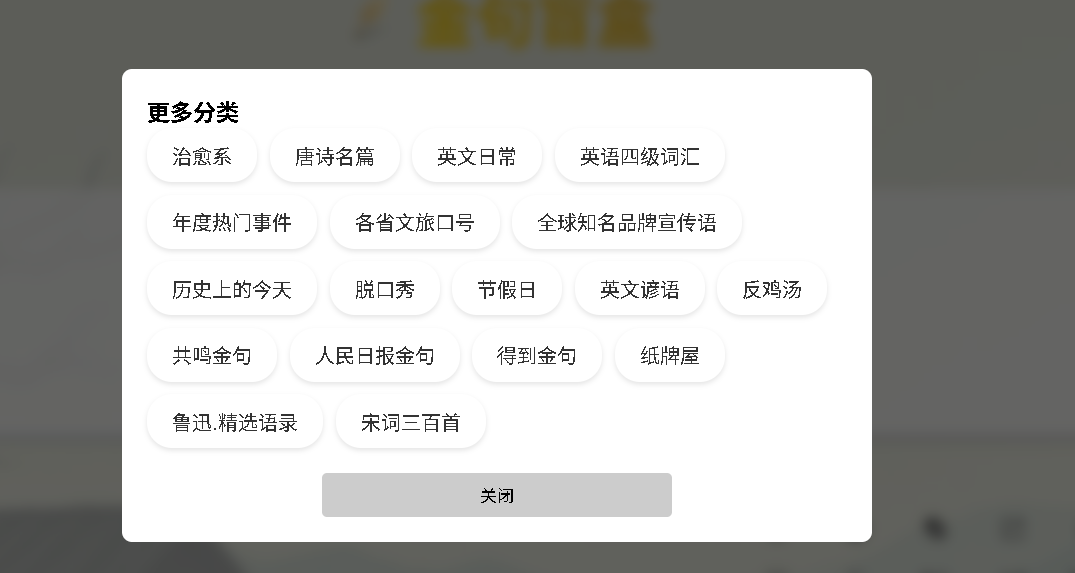 金句盲盒
更多分类
治愈系 唐诗名篇 英文日常 英语四级词汇
年度热门事件 各省文旅口号 全球知名品牌宣传语
历史上的今天 脱口秀 节假日 英文谚语 反鸡汤
共鸣金句 人民日报金句 得到金句 纸牌屋
鲁迅.精选语录 宋词三百首
关闭